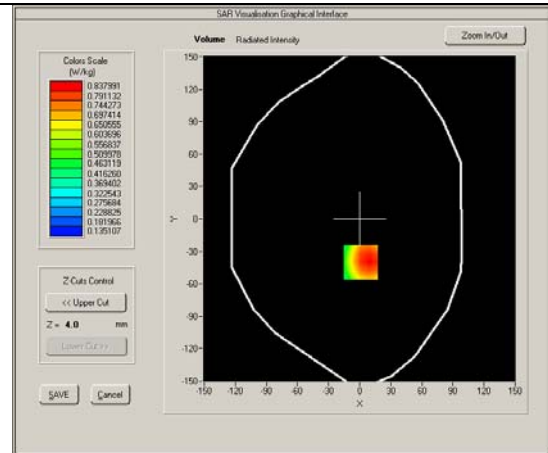 SAR Visualisation Graphical Interface
Volume Radiated Intensity
Zoom In/Out
Colors Scale
(W/kg)
0.837991
0.791132
0.744273
0.697414
0.650555
0.603696
0.556837
0.509978
0.463119
0.416260
0.369402
0.322543
0.275684
0.228825
0.181966
0.135107
Z-Cuts Control
<< Upper Cut
Z = 4.0 mm
Lower Cut >>
SAVE Cancel
150
120
90
60
30
0
-30
-60
-90
-120
-150
Y
-150 -120 -90 -60 -30 0 30 60 90 120 150
X